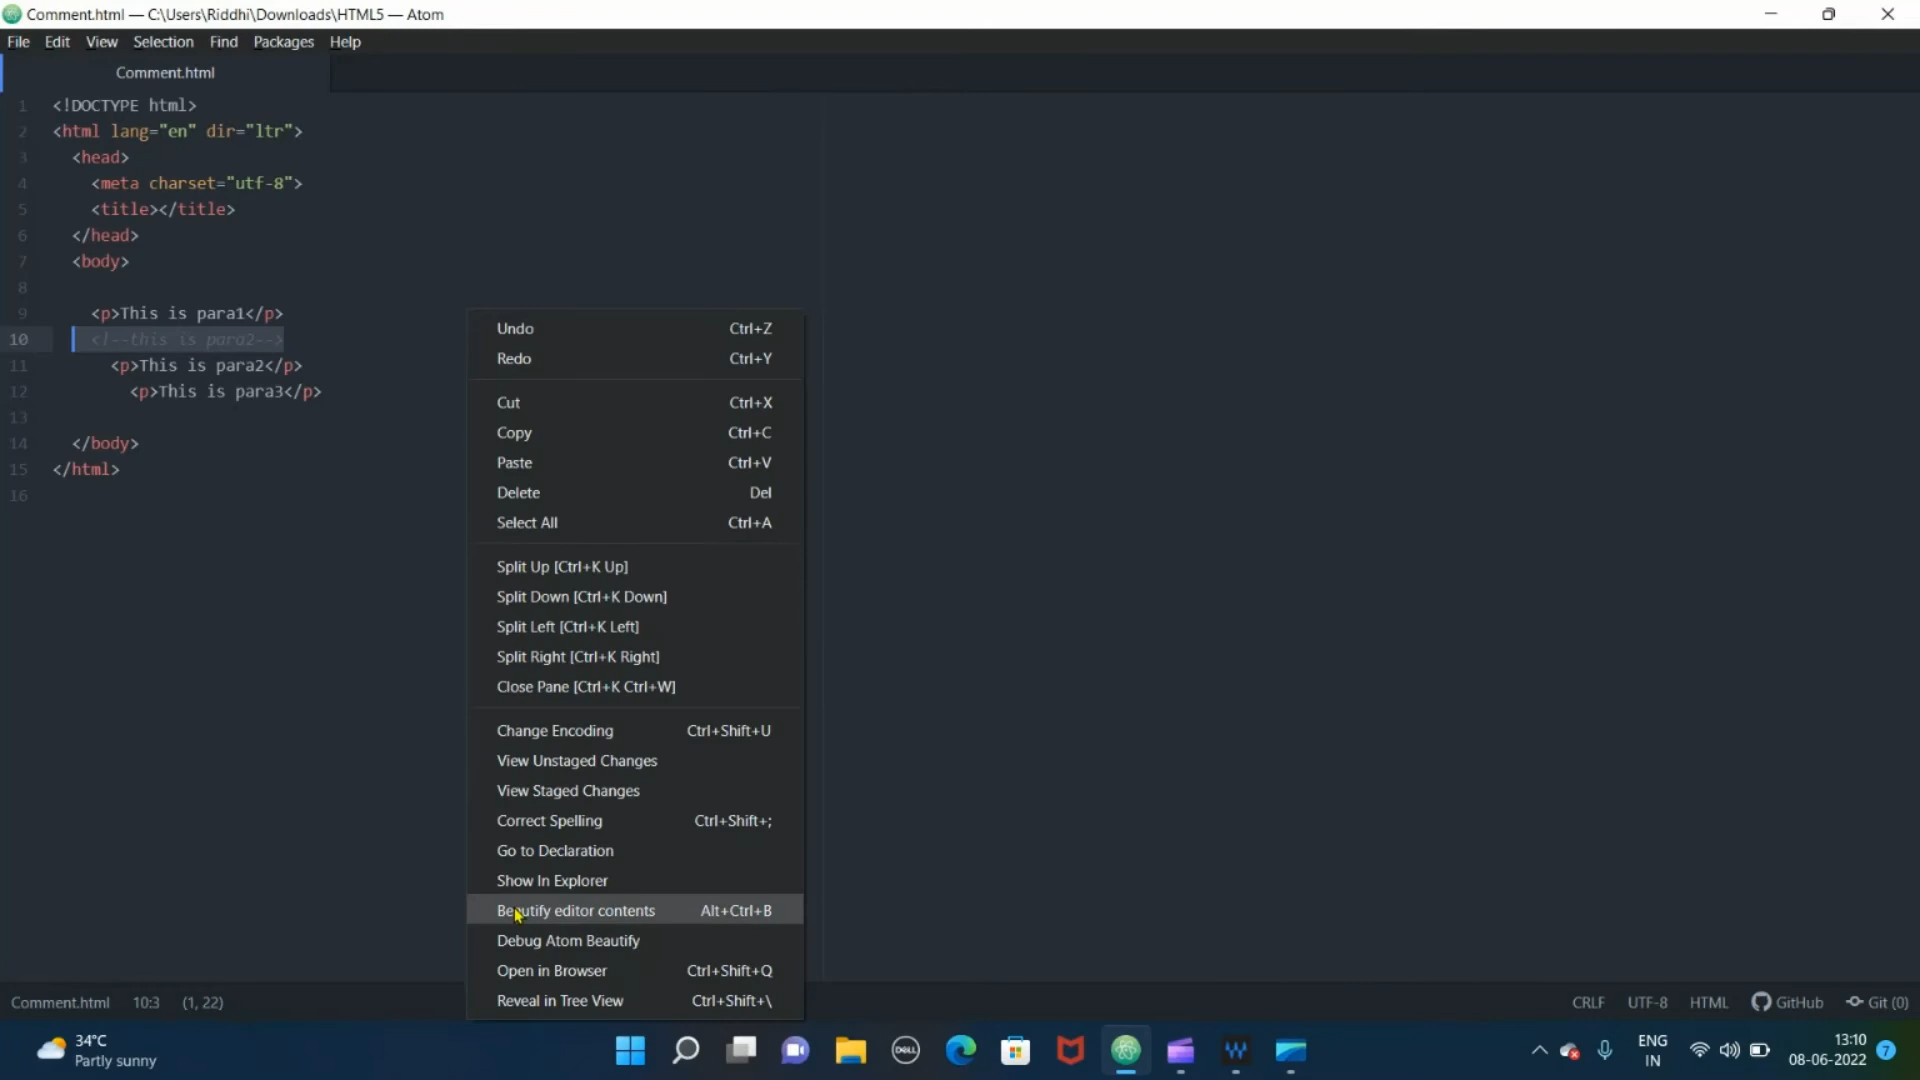 Comment.html — C:\Users\Riddhi\Downloads\HTML5 — Atom
File Edit View Selection Find Packages Help
Comment.html
1 <!DOCTYPE html>
2 <html lang="en" dir="ltr">
3 <head>
4 <meta charset="utf-8">
5 <title></title>
6 </head>
7 <body>
8
9 <p>This is para1</p>
10 <!--this is para2-->
11 <p>This is para2</p>
12 <p>This is para3</p>
13
14 </body>
15 </html>
16
Undo Ctrl+Z
Redo Ctrl+Y
Cut Ctrl+X
Copy Ctrl+C
Paste Ctrl+V
Delete Del
Select All Ctrl+A
Split Up [Ctrl+K Up]
Split Down [Ctrl+K Down]
Split Left [Ctrl+K Left]
Split Right [Ctrl+K Right]
Close Pane [Ctrl+K Ctrl+W]
Change Encoding Ctrl+Shift+U
View Unstaged Changes
View Staged Changes
Correct Spelling Ctrl+Shift+;
Go to Declaration
Show In Explorer
Beautify editor contents Alt+Ctrl+B
Debug Atom Beautify
Open in Browser Ctrl+Shift+Q
Reveal in Tree View Ctrl+Shift+\
Comment.html 10:3 (1, 22) CRLF UTF-8 HTML GitHub Git (0)
34°C
Partly sunny
DELL
ENG
IN
13:10
08-06-2022
7